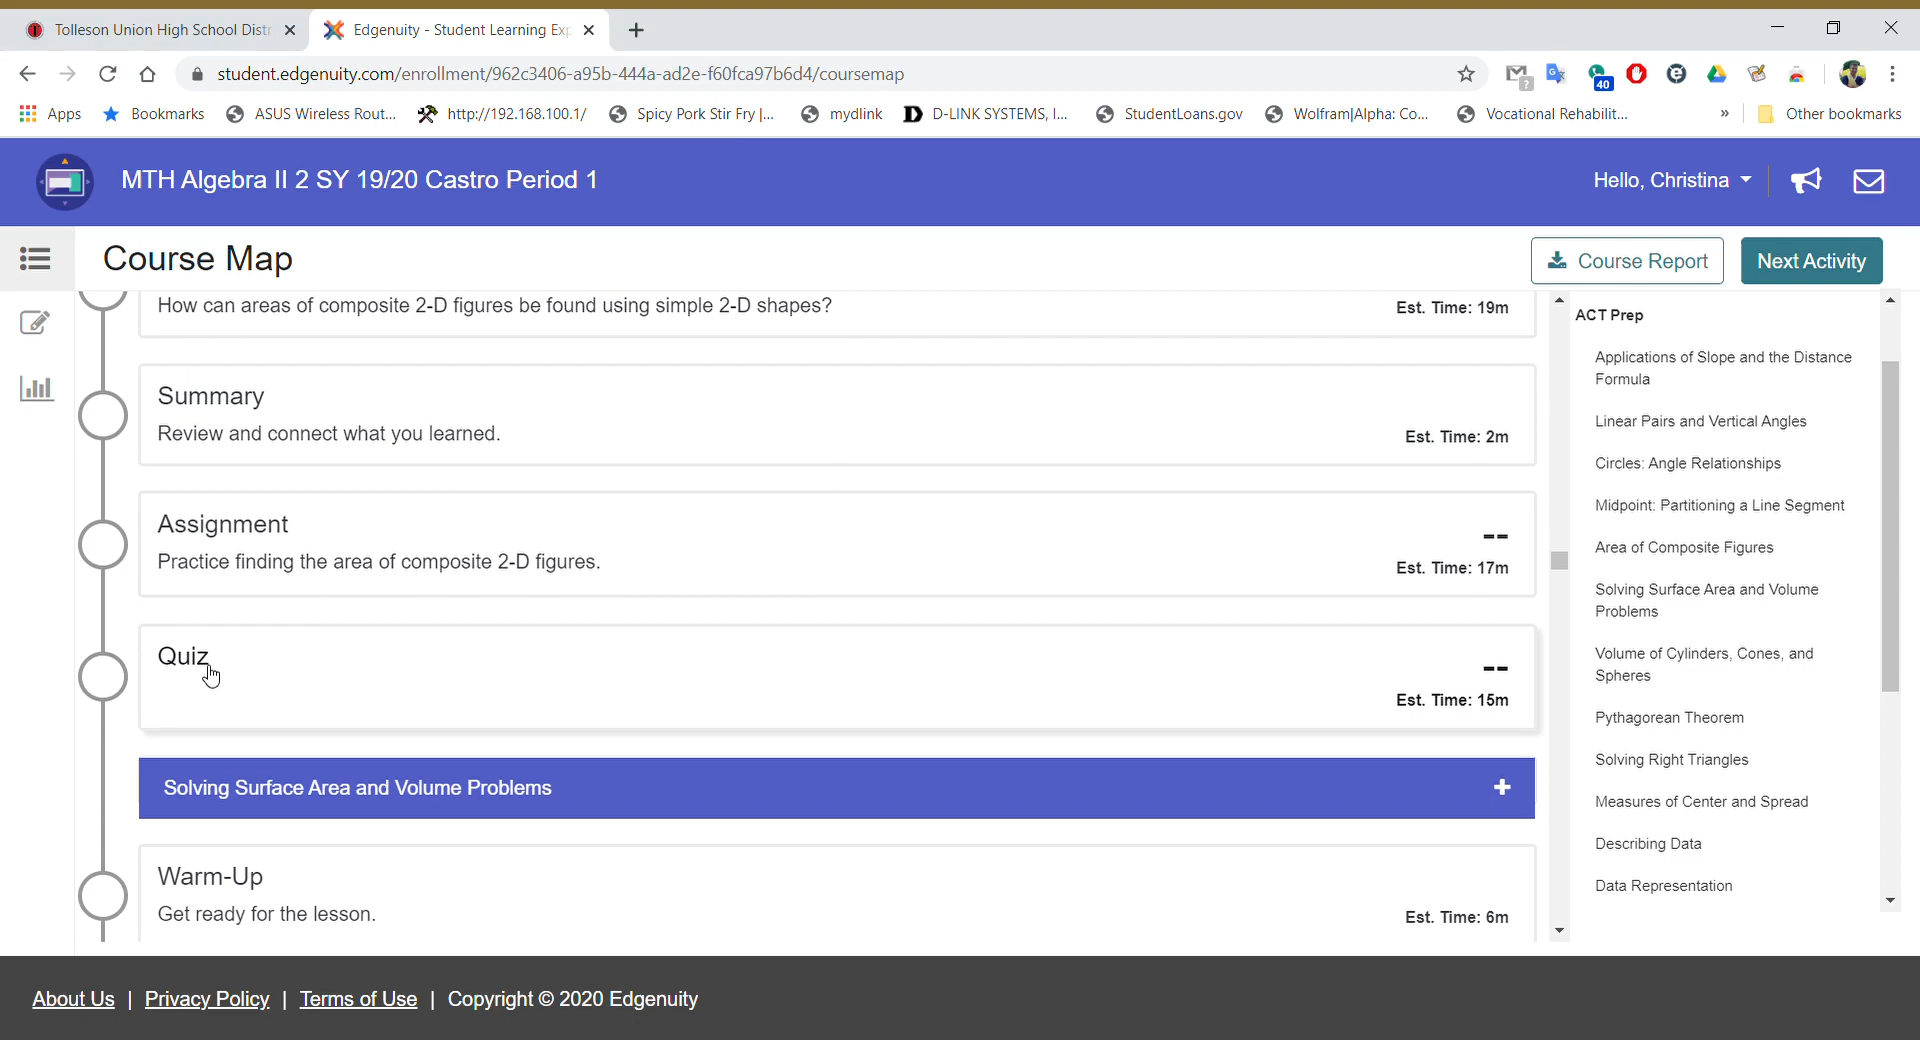 Tolleson Union High School Distr
Edgenuity - Student Learning Exp
student.edgenuity.com/enrollment/962c3406-a95b-444a-ad2e-f60fca97b6d4/coursemap
?
40
Apps
Bookmarks
ASUS Wireless Rout...
http://192.168.100.1/
Spicy Pork Stir Fry |...
mydlink
D-LINK SYSTEMS, I...
StudentLoans.gov
Wolfram|Alpha: Co...
Vocational Rehabilit...
»
Other bookmarks
MTH Algebra II 2 SY 19/20 Castro Period 1
Hello, Christina
Course Map
Course Report
Next Activity
How can areas of composite 2-D figures be found using simple 2-D shapes?
Est. Time: 19m
Summary
Review and connect what you learned.
Est. Time: 2m
Assignment
Practice finding the area of composite 2-D figures.
--
Est. Time: 17m
Quiz
--
Est. Time: 15m
Solving Surface Area and Volume Problems
+
Warm-Up
Get ready for the lesson.
Est. Time: 6m
ACT Prep
Applications of Slope and the Distance
Formula
Linear Pairs and Vertical Angles
Circles: Angle Relationships
Midpoint: Partitioning a Line Segment
Area of Composite Figures
Solving Surface Area and Volume
Problems
Volume of Cylinders, Cones, and
Spheres
Pythagorean Theorem
Solving Right Triangles
Measures of Center and Spread
Describing Data
Data Representation
About Us | Privacy Policy | Terms of Use | Copyright © 2020 Edgenuity